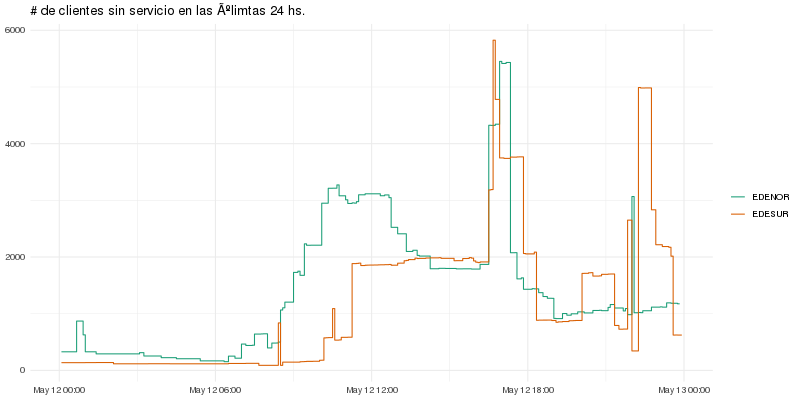 # de clientes sin servicio en las Ãºlimtas 24 hs.
6000
4000
2000
0
May 12 00:00
May 12 06:00
May 12 12:00
May 12 18:00
May 13 00:00
EDENOR
EDESUR